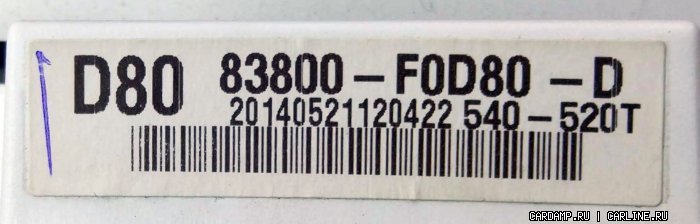 D80 83800-F0D80-D
20140521120422 540-520T
CARDAMP.RU | CARLINE.RU